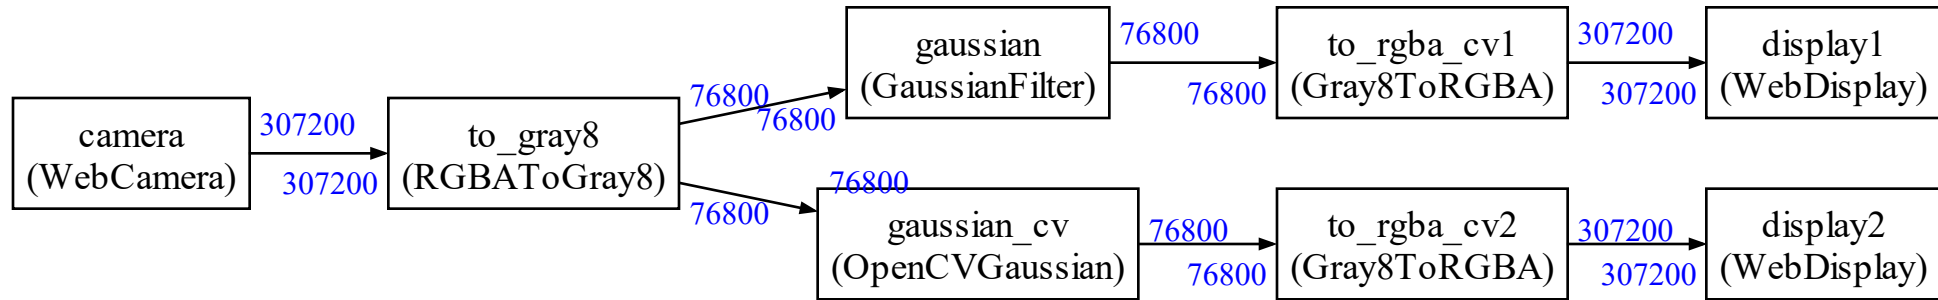 camera
(WebCamera)
307200
307200
to_gray8
(RGBAToGray8)
76800
76800
gaussian
(GaussianFilter)
76800
76800
to_rgba_cv1
(Gray8ToRGBA)
307200
307200
display1
(WebDisplay)
76800
76800
gaussian_cv
(OpenCVGaussian)
76800
76800
to_rgba_cv2
(Gray8ToRGBA)
307200
307200
display2
(WebDisplay)